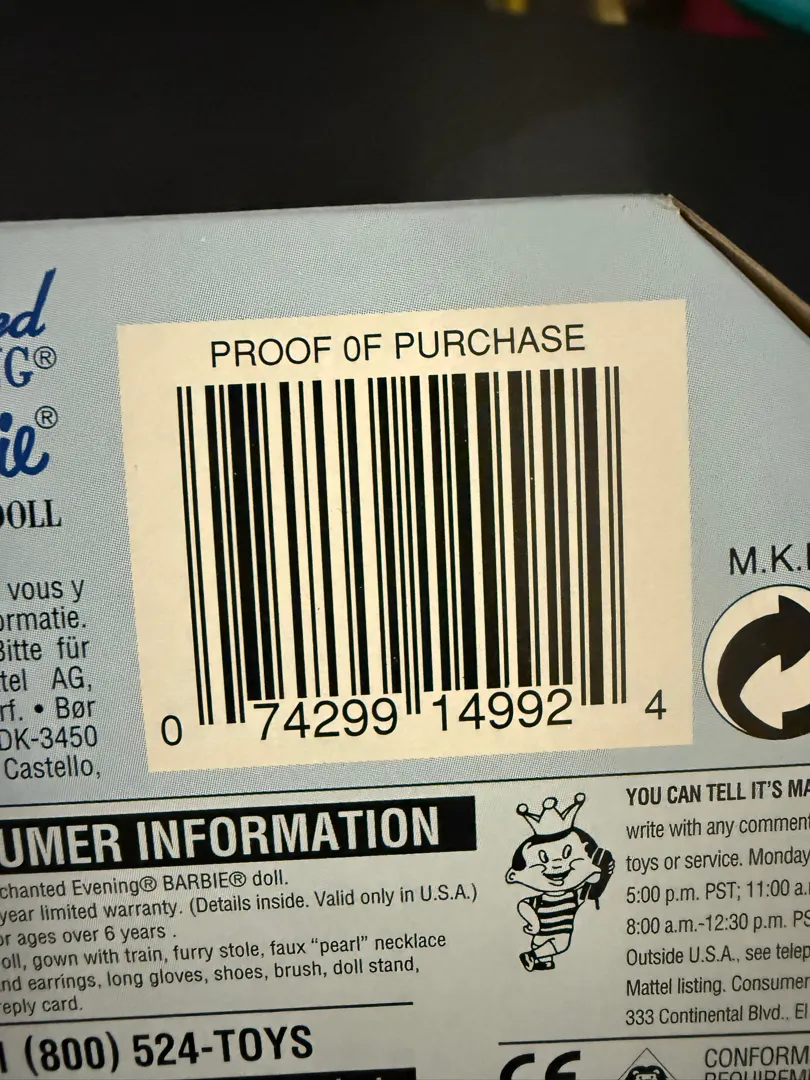 ed
G®
ie®
DOLL
vous y
ormatie.
Bitte für
tel AG,
rf. • Bør
DK-3450
Castello,
PROOF 0F PURCHASE
0 74299 14992 4
M.K.
UMER INFORMATION
chanted Evening® BARBIE® doll.
year limited warranty. (Details inside. Valid only in U.S.A.)
or ages over 6 years .
oll, gown with train, furry stole, faux “pearl” necklace
nd earrings, long gloves, shoes, brush, doll stand,
reply card.
1 (800) 524-TOYS
YOU CAN TELL IT'S MA
write with any comment
toys or service. Monday
5:00 p.m. PST; 11:00 a.
8:00 a.m.-12:30 p.m. PS
Outside U.S.A., see telep
Mattel listing. Consumer
333 Continental Blvd., El
CE
CONFORM
REQUIREM